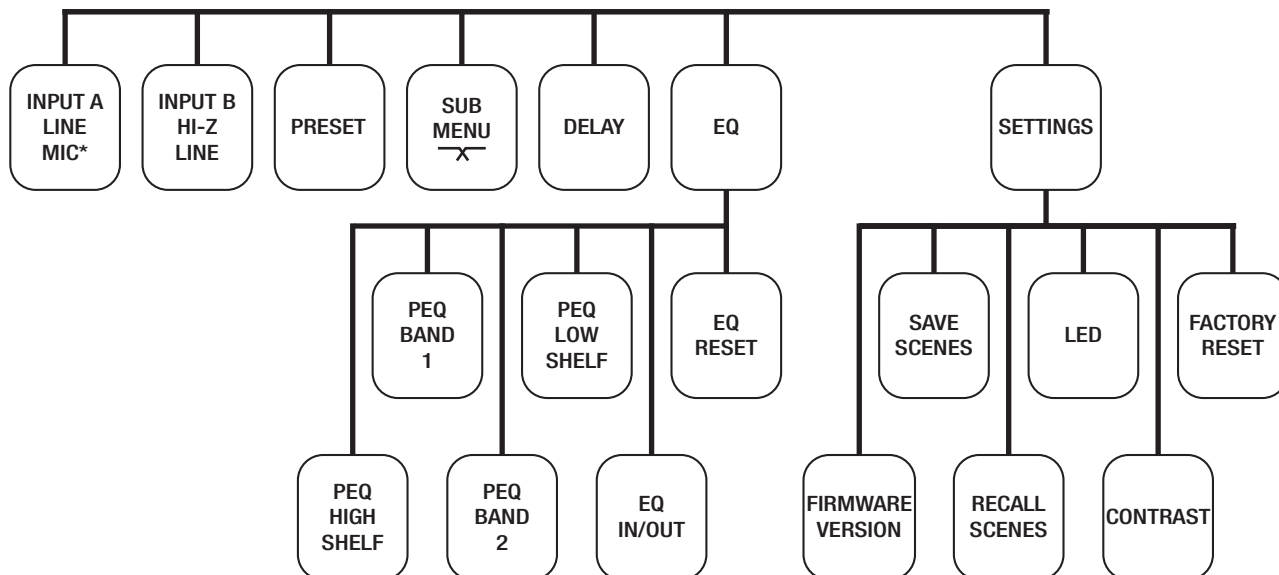 INPUT A
LINE
MIC*
INPUT B
HI-Z
LINE
PRESET
SUB
MENU
DELAY
EQ
SETTINGS
PEQ
BAND
1
PEQ
LOW
SHELF
EQ
RESET
SAVE
SCENES
LED
FACTORY
RESET
PEQ
HIGH
SHELF
PEQ
BAND
2
EQ
IN/OUT
FIRMWARE
VERSION
RECALL
SCENES
CONTRAST